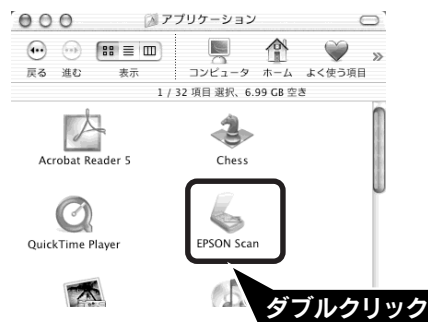 アプリケーション
戻る 進む 表示 コンピュータ ホーム よく使う項目
1 / 32 項目 選択、6.99 GB 空き
Acrobat Reader 5 Chess
QuickTime Player EPSON Scan
ダブルクリック